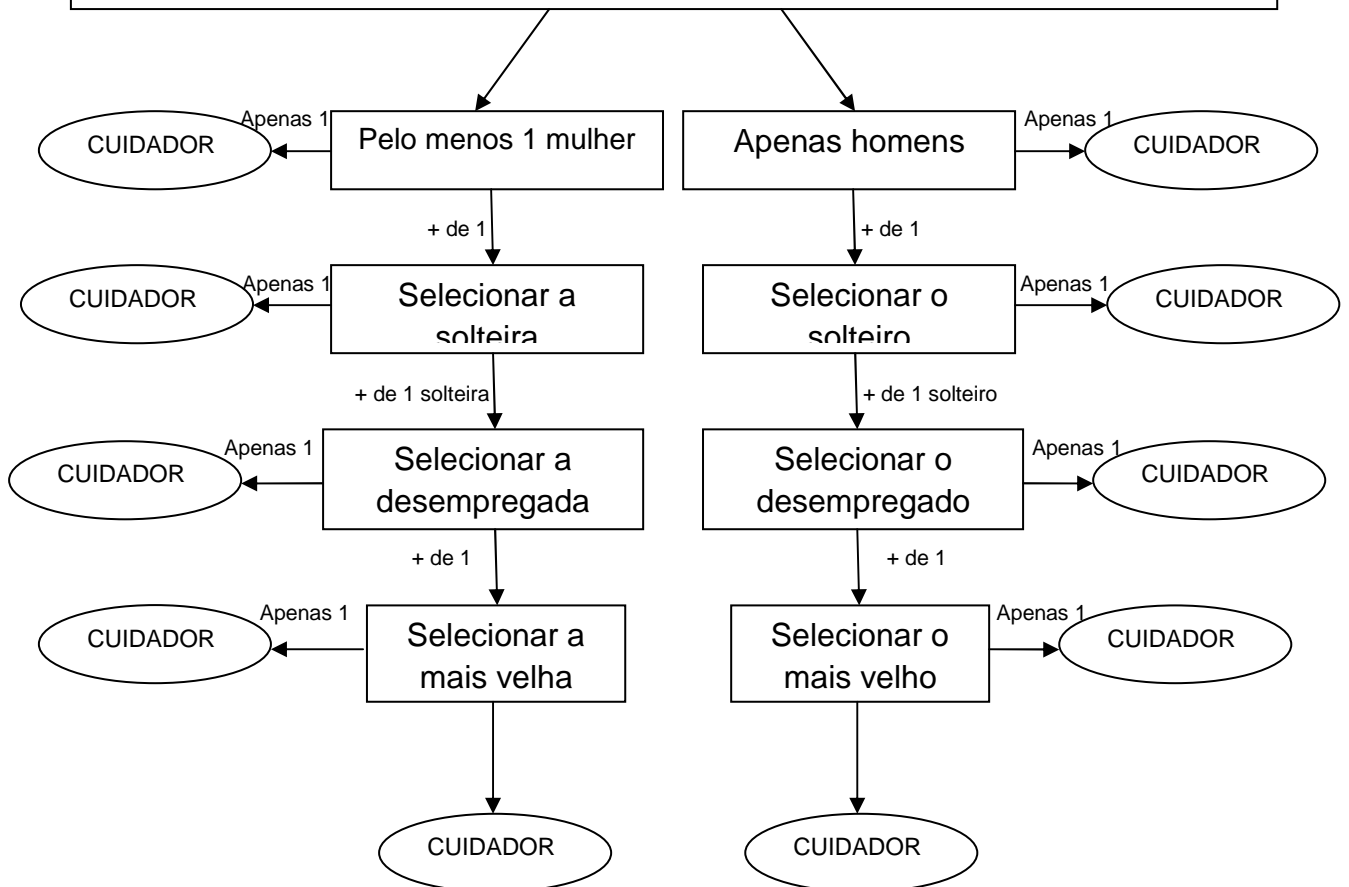 Apenas 1
Pelo menos 1 mulher
CUIDADOR
Apenas homens
Apenas 1
CUIDADOR
+ de 1
+ de 1
Apenas 1
Selecionar a
solteira
CUIDADOR
Selecionar o
solteiro
Apenas 1
CUIDADOR
+ de 1 solteira
+ de 1 solteiro
Apenas 1
Selecionar a
desempregada
CUIDADOR
Selecionar o
desempregado
Apenas 1
CUIDADOR
+ de 1
+ de 1
Apenas 1
Selecionar a
mais velha
CUIDADOR
Selecionar o
mais velho
Apenas 1
CUIDADOR
CUIDADOR
CUIDADOR